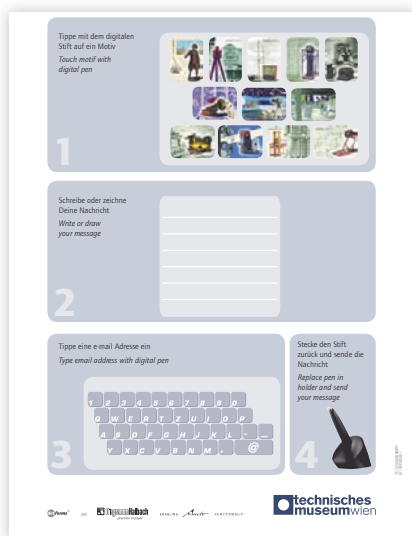 Tippe mit dem digitalen
Stift auf ein Motiv
Touch motif with
digital pen
1
Schreibe oder zeichne
Deine Nachricht
Write or draw
your message
2
Tippe eine e-mail Adresse ein
Type email address with digital pen
1 2 3 4 5 6 7 8 9 0
Q W E R T Z U I O P
A S D F G H J K L - _
Y X C V B N M . @
3
Stecke den Stift
zurück und sende die
Nachricht
Replace pen in
holder and send
your message
4
technisches
museumwien